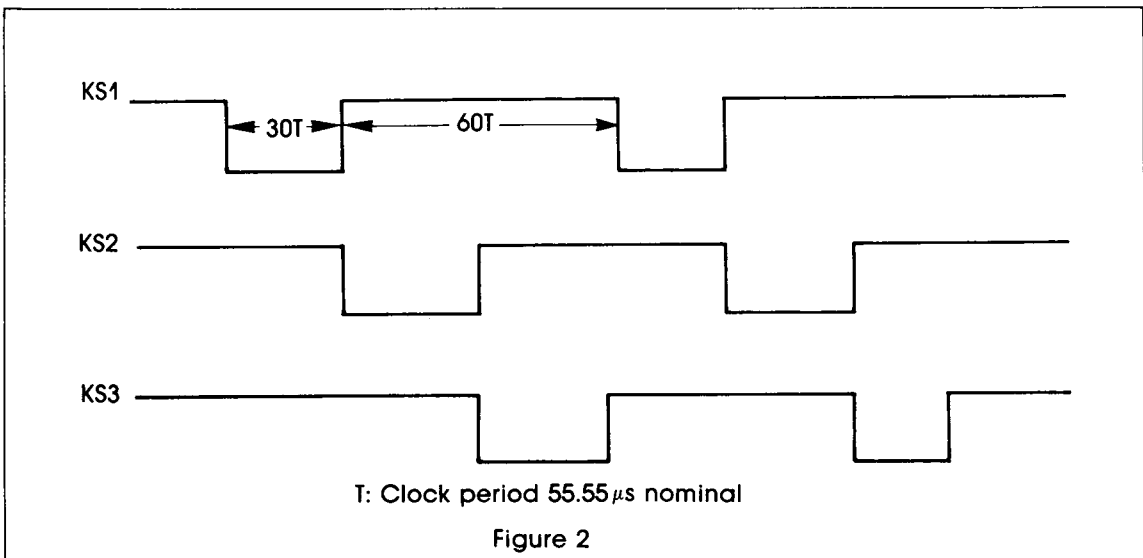 KS1
30T
60T
KS2
KS3
T: Clock period 55.55μs nominal
Figure 2